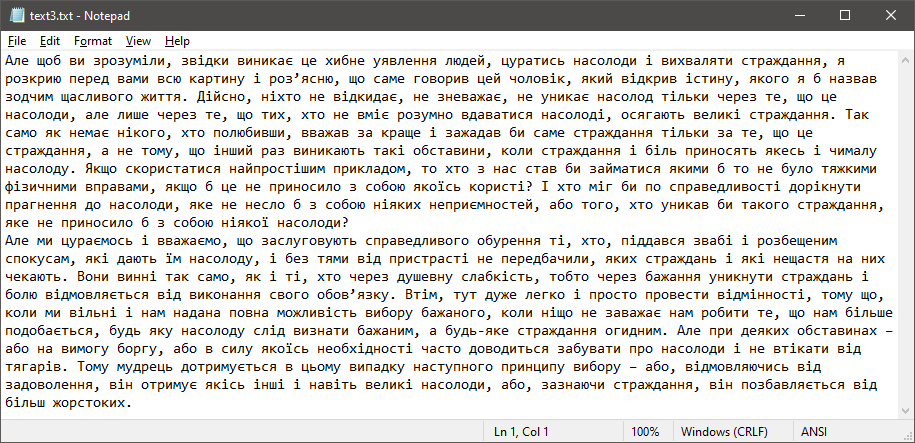 text3.txt - Notepad
File Edit Format View Help
Але щоб ви зрозуміли, звідки виникає це хибне уявлення людей, цуратись насолоди і вихваляти страждання, я
розкрию перед вами всю картину і роз’ясню, що саме говорив цей чоловік, який відкрив істину, якого я б назвав
зодчим щасливого життя. Дійсно, ніхто не відкидає, не зневажає, не уникає насолод тільки через те, що це
насолоди, але лише через те, що тих, хто не вміє розумно вдаватися насолоді, осягають великі страждання. Так
само як немає нікого, хто полюбивши, вважав за краще і зажадав би саме страждання тільки за те, що це
страждання, а не тому, що інший раз виникають такі обставини, коли страждання і біль приносять якесь і чималу
насолоду. Якщо скористатися найпростішим прикладом, то хто з нас став би займатися якими б то не було тяжкими
фізичними вправами, якщо б це не приносило з собою якоїсь користі? І хто міг би по справедливості дорікнути
прагнення до насолоди, яке не несло б з собою ніяких неприємностей, або того, хто уникав би такого страждання,
яке не приносило б з собою ніякої насолоди?
Але ми цураємось і вважаємо, що заслуговують справедливого обурення ті, хто, піддався звабі і розбещеним
спокусам, які дають їм насолоду, і без тями від пристрасті не передбачили, яких страждань і які нещастя на них
чекають. Вони винні так само, як і ті, хто через душевну слабкість, тобто через бажання уникнути страждань і
болю відмовляється від виконання свого обов’язку. Втім, тут дуже легко і просто провести відмінності, тому що,
коли ми вільні і нам надана повна можливість вибору бажаного, коли ніщо не заважає нам робити те, що нам більше
подобається, будь яку насолоду слід визнати бажаним, а будь-яке страждання огидним. Але при деяких обставинах –
або на вимогу боргу, або в силу якоїсь необхідності часто доводиться забувати про насолоди і не втікати від
тягарів. Тому мудрець дотримується в цьому випадку наступного принципу вибору – або, відмовляючись від
задоволення, він отримує якісь інші і навіть великі насолоди, або, зазнаючи страждання, він позбавляється від
більш жорстоких.
Ln 1, Col 1 100% Windows (CRLF) ANSI